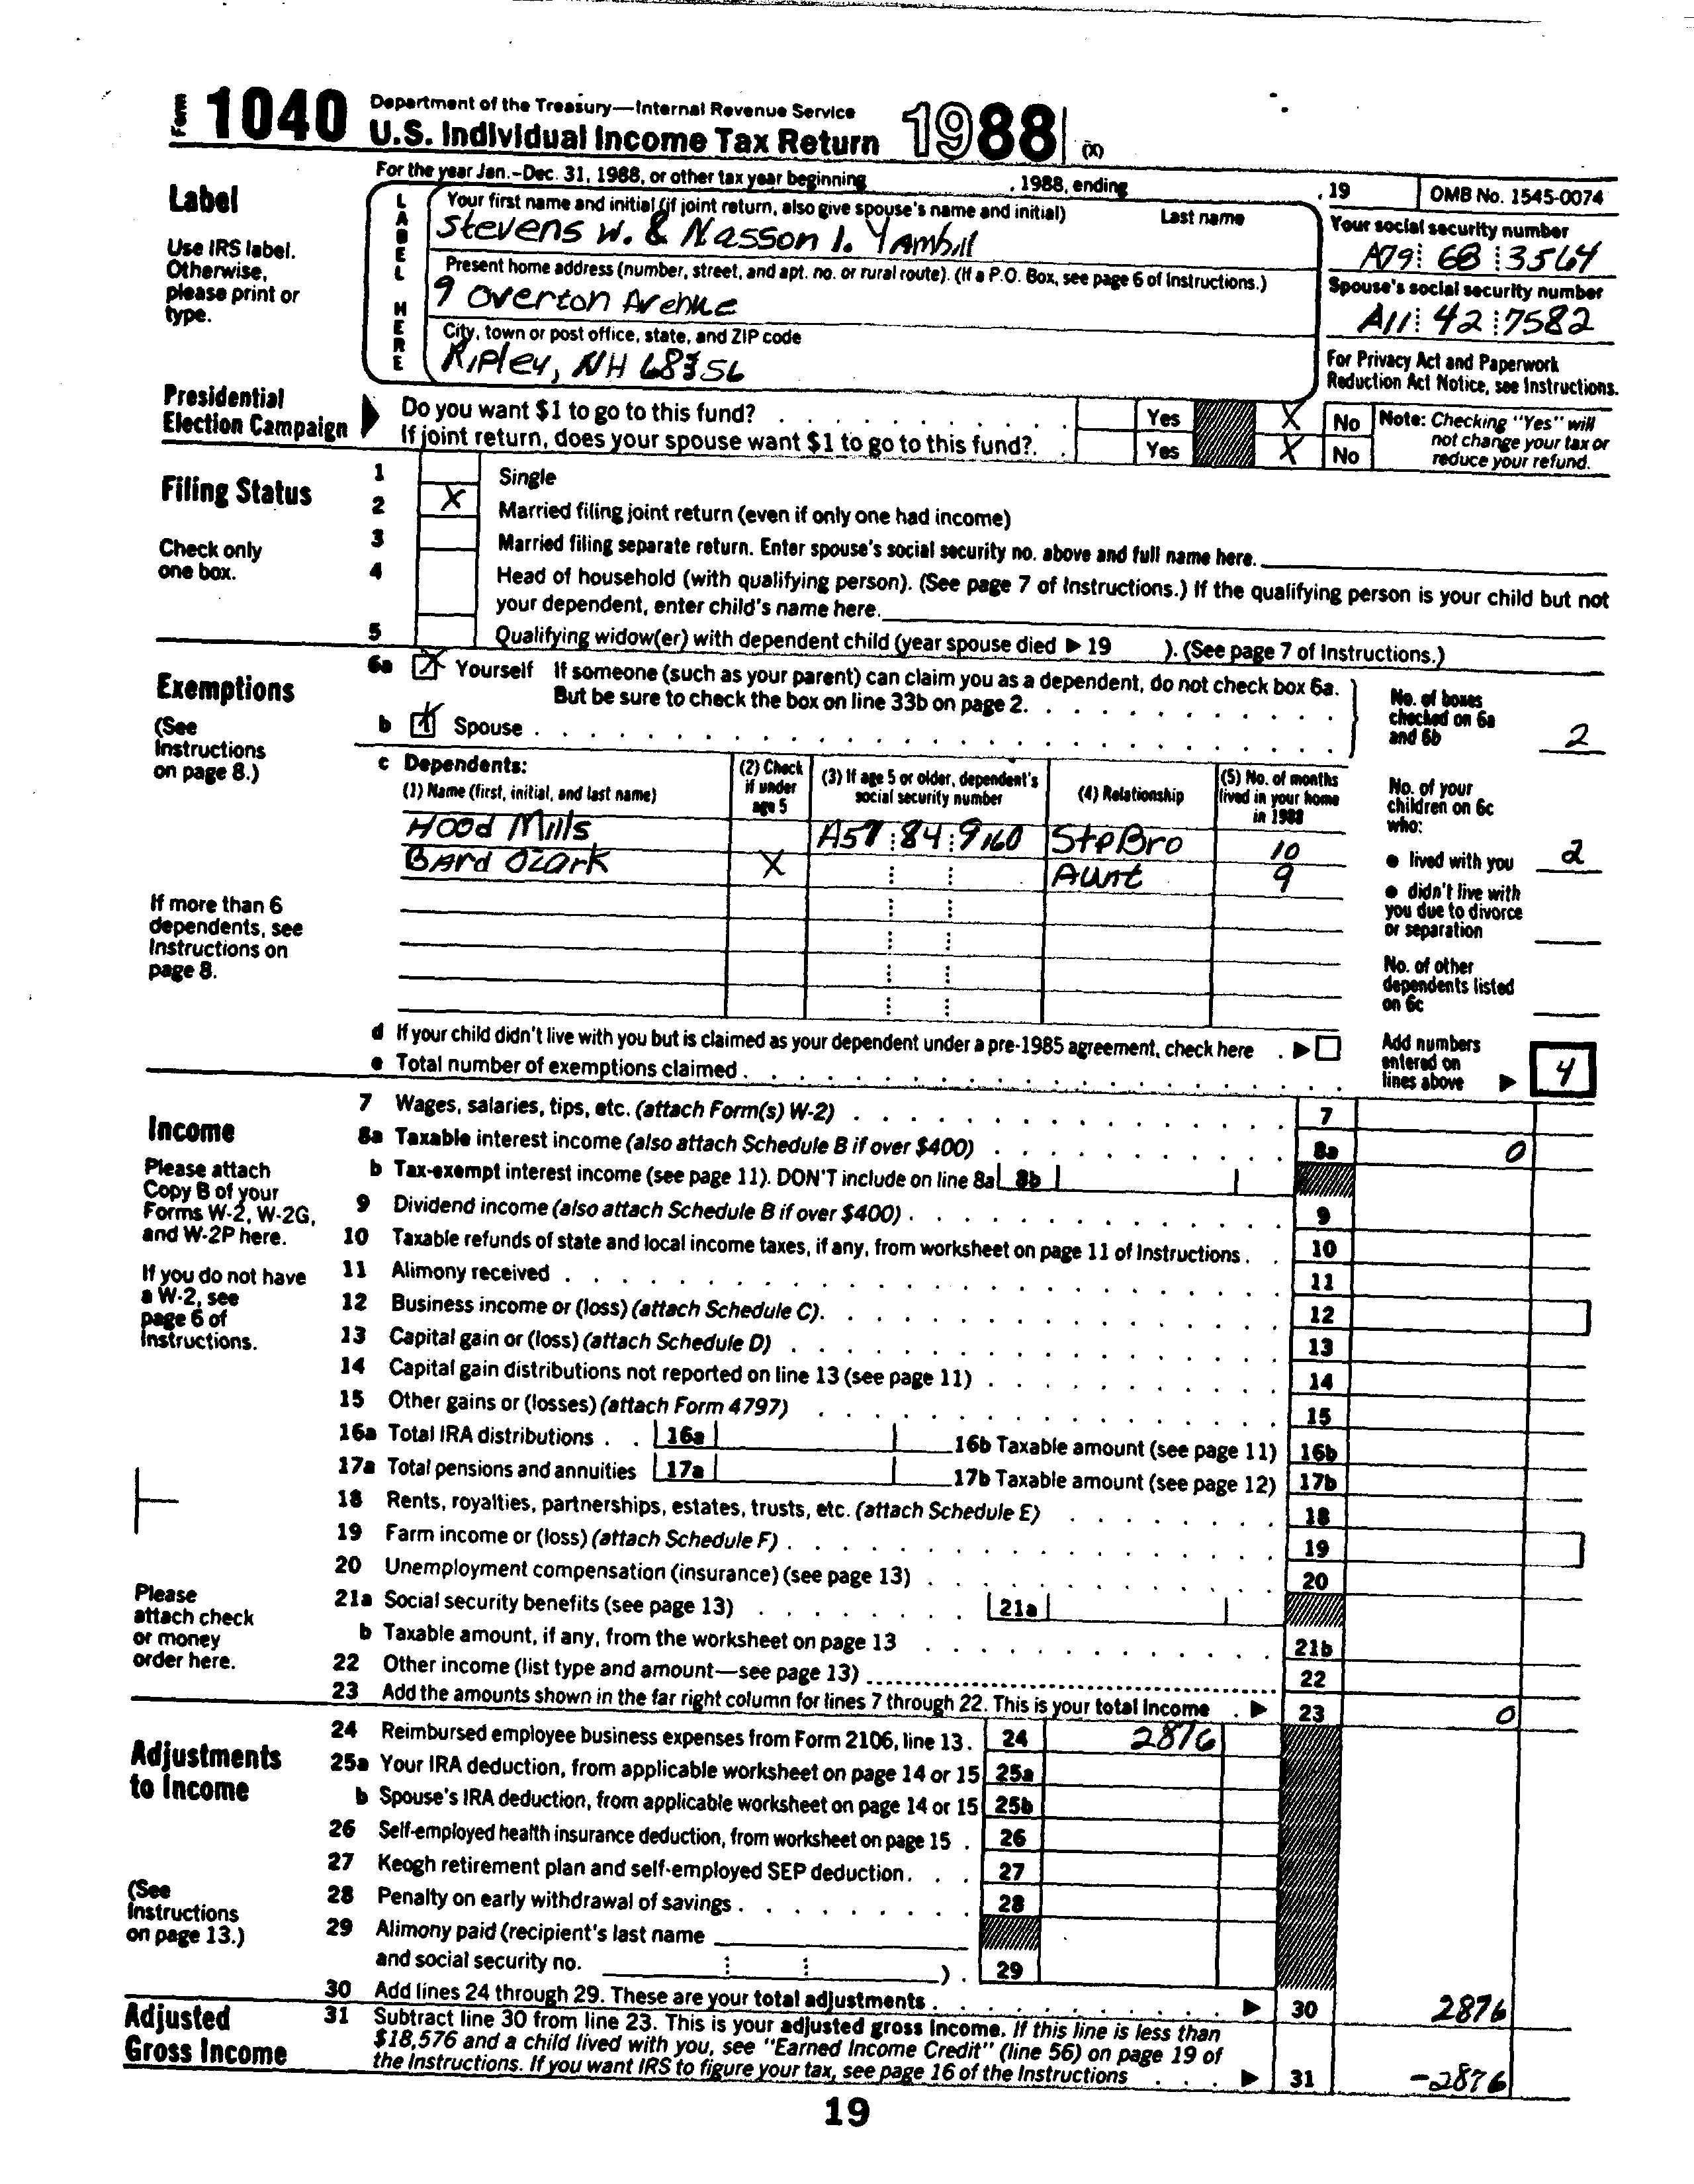 Form 1040 Department of the Treasury—Internal Revenue Service
U.S. Individual Income Tax Return 1988 (X)
For the year Jan.–Dec. 31, 1988, or other tax year beginning , 1988, ending , 19 OMB No. 1545-0074
Label
Use IRS label. Otherwise, please print or type.
LABEL HERE
Your first name and initial (if joint return, also give spouse's name and initial) Last name
Stevens W. & Nasson I. Yambill
Your social security number
A79 68 3564
Present home address (number, street, and apt. no. or rural route). (If a P.O. Box, see page 6 of Instructions.)
9 Overton Avenue
Spouse's social security number
A11 42 7582
City, town or post office, state, and ZIP code
Ripley, NH
For Privacy Act and Paperwork Reduction Act Notice, see Instructions.
Presidential Election Campaign
Do you want $1 to go to this fund? Yes X No
If joint return, does your spouse want $1 to go to this fund?. Yes X No
Note: Checking "Yes" will not change your tax or reduce your refund.
Filing Status
Check only one box.
1 Single
2 X Married filing joint return (even if only one had income)
3 Married filing separate return. Enter spouse's social security no. above and full name here.
4 Head of household (with qualifying person). (See page 7 of Instructions.) If the qualifying person is your child but not
your dependent, enter child's name here.
5 Qualifying widow(er) with dependent child (year spouse died ▶ 19 ). (See page 7 of Instructions.)
Exemptions
(See Instructions on page 8.)
6a X Yourself If someone (such as your parent) can claim you as a dependent, do not check box 6a.
But be sure to check the box on line 33b on page 2.
b X Spouse
No. of boxes checked on 6a and 6b 2
c Dependents:
(1) Name (first, initial, and last name) (2) Check if under age 5 (3) If age 5 or older, dependent's social security number (4) Relationship (5) No. of months lived in your home in 1988
Hood Mills A57 84 9160 StpBro 10
Bard Ozark X Aunt 9
No. of your children on 6c who:
● lived with you 2
● didn't live with you due to divorce or separation
No. of other dependents listed on 6c
If more than 6 dependents, see Instructions on page 8.
d If your child didn't live with you but is claimed as your dependent under a pre-1985 agreement, check here . ▶
e Total number of exemptions claimed
Add numbers entered on lines above ▶ 4
Income
Please attach Copy B of your Forms W-2, W-2G, and W-2P here.
If you do not have a W-2, see page 6 of Instructions.
Please attach check or money order here.
7 Wages, salaries, tips, etc. (attach Form(s) W-2) 7
8a Taxable interest income (also attach Schedule B if over $400) 8a 0
b Tax-exempt interest income (see page 11). DON'T include on line 8a 8b
9 Dividend income (also attach Schedule B if over $400) 9
10 Taxable refunds of state and local income taxes, if any, from worksheet on page 11 of Instructions 10
11 Alimony received 11
12 Business income or (loss) (attach Schedule C). 12
13 Capital gain or (loss) (attach Schedule D) 13
14 Capital gain distributions not reported on line 13 (see page 11) 14
15 Other gains or (losses) (attach Form 4797) 15
16a Total IRA distributions 16a 16b Taxable amount (see page 11) 16b
17a Total pensions and annuities 17a 17b Taxable amount (see page 12) 17b
18 Rents, royalties, partnerships, estates, trusts, etc. (attach Schedule E) 18
19 Farm income or (loss) (attach Schedule F) 19
20 Unemployment compensation (insurance) (see page 13) 20
21a Social security benefits (see page 13) 21a
b Taxable amount, if any, from the worksheet on page 13 21b
22 Other income (list type and amount—see page 13) 22
23 Add the amounts shown in the far right column for lines 7 through 22. This is your total income . ▶ 23 0
Adjustments to Income
(See Instructions on page 13.)
24 Reimbursed employee business expenses from Form 2106, line 13. 24 2876
25a Your IRA deduction, from applicable worksheet on page 14 or 15 25a
b Spouse's IRA deduction, from applicable worksheet on page 14 or 15 25b
26 Self-employed health insurance deduction, from worksheet on page 15 . 26
27 Keogh retirement plan and self-employed SEP deduction. 27
28 Penalty on early withdrawal of savings 28
29 Alimony paid (recipient's last name
and social security no. ) . 29
30 Add lines 24 through 29. These are your total adjustments ▶ 30 2876
Adjusted Gross Income
31 Subtract line 30 from line 23. This is your adjusted gross income. If this line is less than
$18,576 and a child lived with you, see "Earned Income Credit" (line 56) on page 19 of
the Instructions. If you want IRS to figure your tax, see page 16 of the Instructions ▶ 31 -2876
19